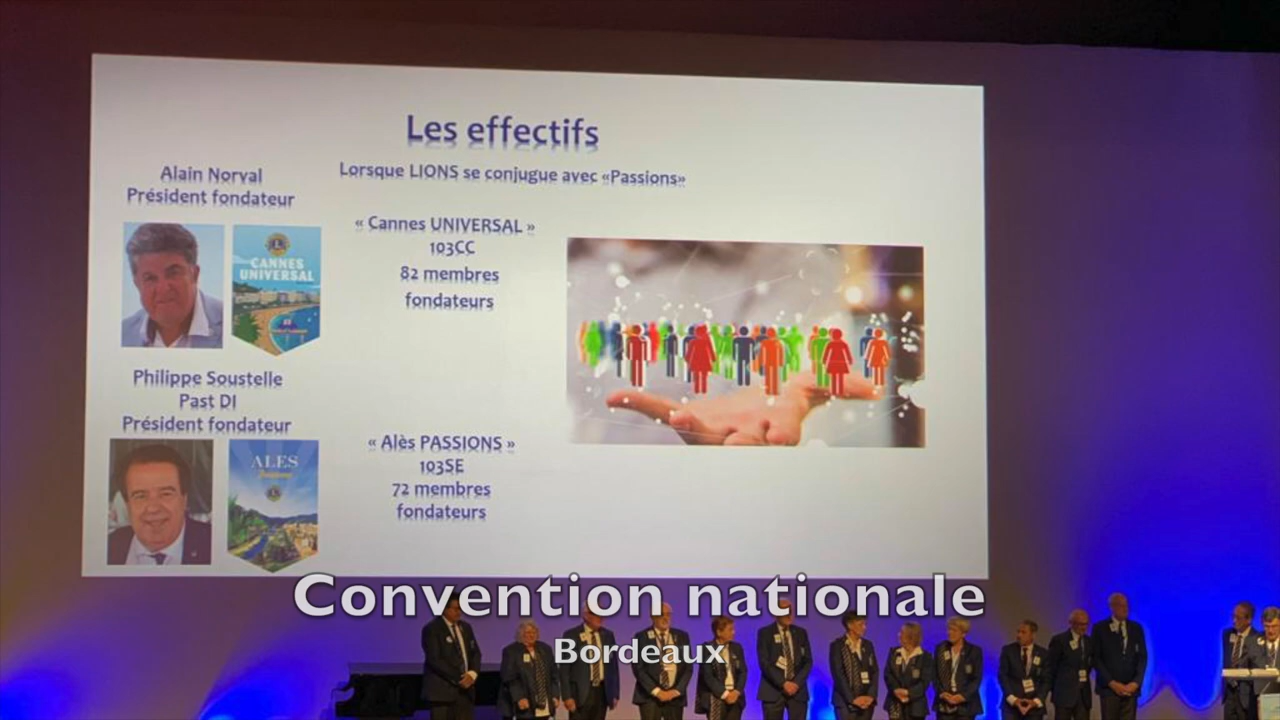 Les effectifs
Lorsque LIONS se conjugue avec «Passions»
Alain Norval
Président fondateur
CANNES
UNIVERSAL
« Cannes UNIVERSAL »
103CC
82 membres
fondateurs
Philippe Soustelle
Past DI
Président fondateur
ALES
« Alès PASSIONS »
103SE
72 membres
fondateurs
Convention nationale
Bordeaux